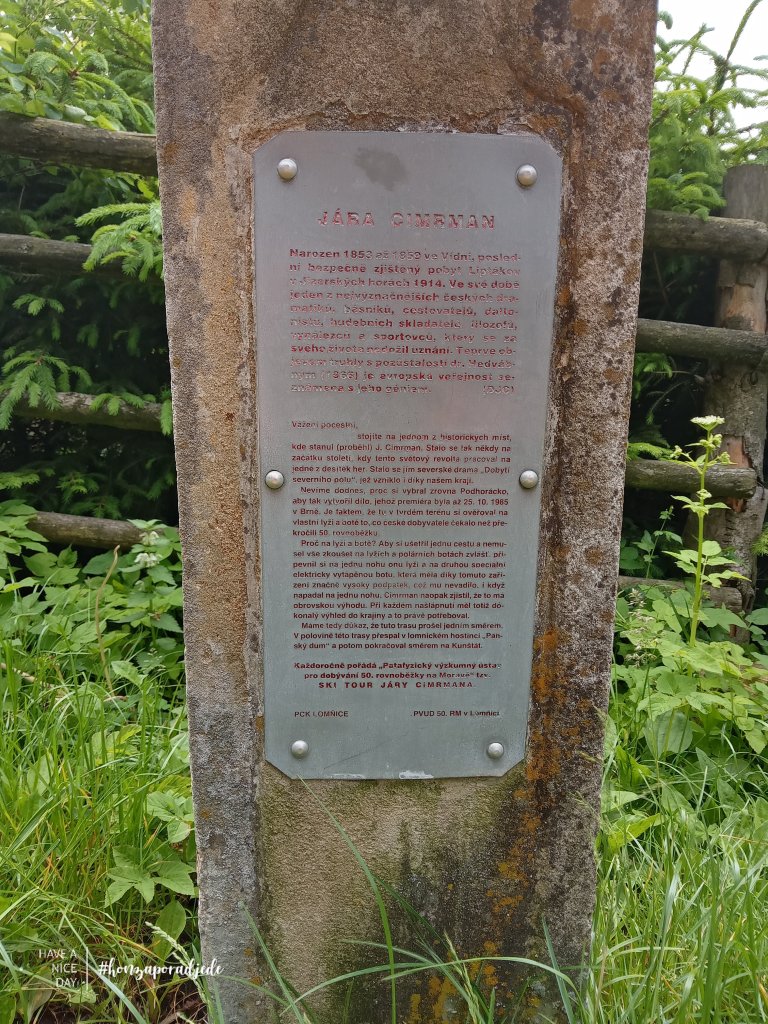 JÁRA CIMRMAN
Narozen 1853 až 1859 ve Vídni, posled-
ní bezpečně zjištěný pobyt Liptákov
v Jizerských horách 1914. Ve své době
jeden z nejvýznačnějších českých dra-
matiků, básníků, cestovatelů,
hudebních skladatelů, filozofů,
vynálezců a sportovců, který se za
svého života nedožil uznání. Teprve ob-
jevem truhly s pozůstalostí dr.
(1966) je evropská veřejnost se-
známena s jeho géniem. (DJC)
Vážení pocestní,
stojíte na jednom z historických míst,
kde stanul (proběhl) J. Cimrman. Stalo se tak někdy na
začátku století, kdy tento světový revolta pracoval na
jedné z desítek her. Stalo se jím severské drama „Dobytí
severního pólu“, jež vzniklo i díky našem kraji.
Nevíme dodnes, proč si vybral zrovna Podhorácko,
aby tak vytvořil dílo, jehož premiéra byla až 25. 10. 1985
v Brně. Je faktem, že tu v tvrdém terénu si ověřoval na
vlastní lyži a botě to, co české dobyvatele čekalo než pře-
kročili 50. rovnoběžku.
Proč na lyži a botě? Aby si ušetřil jednu cestu a nemu-
sel vše zkoušet na lyžích a polárních botách zvlášť, při-
pevnil si na jednu nohu onu lyži a na druhou speciální
elektricky vytápěnou botu, která měla díky tomuto zaří-
zení značně vysoký podpatek, což mu nevadilo, i když
napadal na jednu nohu. Cimrman naopak zjistil, že to má
obrovskou výhodu. Při každém našlápnutí měl totiž do-
konalý výhled do krajiny a to právě potřeboval.
Máme tedy důkaz, že tuto trasu prošel jedním směrem.
V polovině této trasy přespal v lomnickém hostinci „Pan-
ský dům“ a potom pokračoval směrem na Kunštát.
Každoročně pořádá „Patafyzický výzkumný ústav
pro dobývání 50. rovnoběžky na Moravě“ tzv.
SKI TOUR JÁRY CIMRMANA.
PCK LOMNICE PVUD 50. RM v Lomnici
HAVE A
NICE
DAY
#honzaporadjede